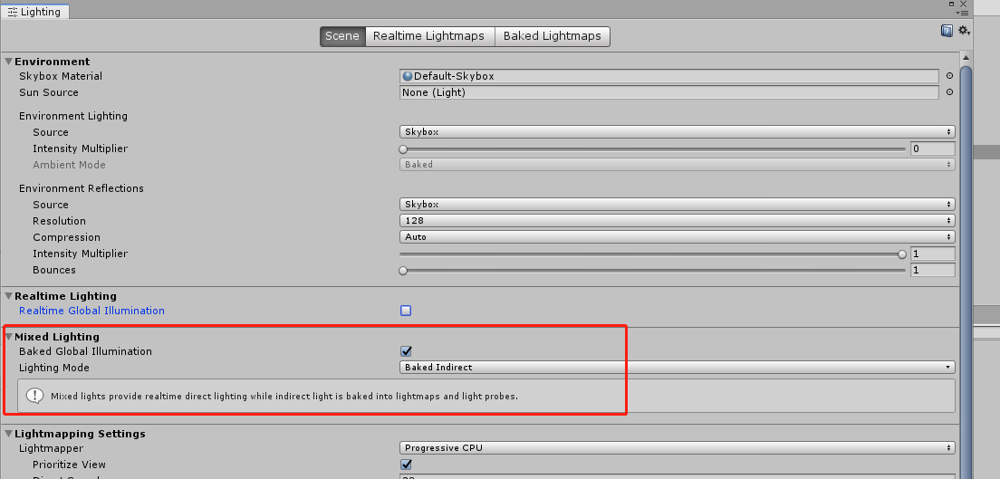 Lighting
Scene Realtime Lightmaps Baked Lightmaps
Environment
Skybox Material Default-Skybox
Sun Source None (Light)
Environment Lighting
Source Skybox
Intensity Multiplier 0
Ambient Mode Baked
Environment Reflections
Source Skybox
Resolution 128
Compression Auto
Intensity Multiplier 1
Bounces 1
Realtime Lighting
Realtime Global Illumination
Mixed Lighting
Baked Global Illumination
Lighting Mode Baked Indirect
Mixed lights provide realtime direct lighting while indirect light is baked into lightmaps and light probes.
Lightmapping Settings
Lightmapper Progressive CPU
Prioritize View